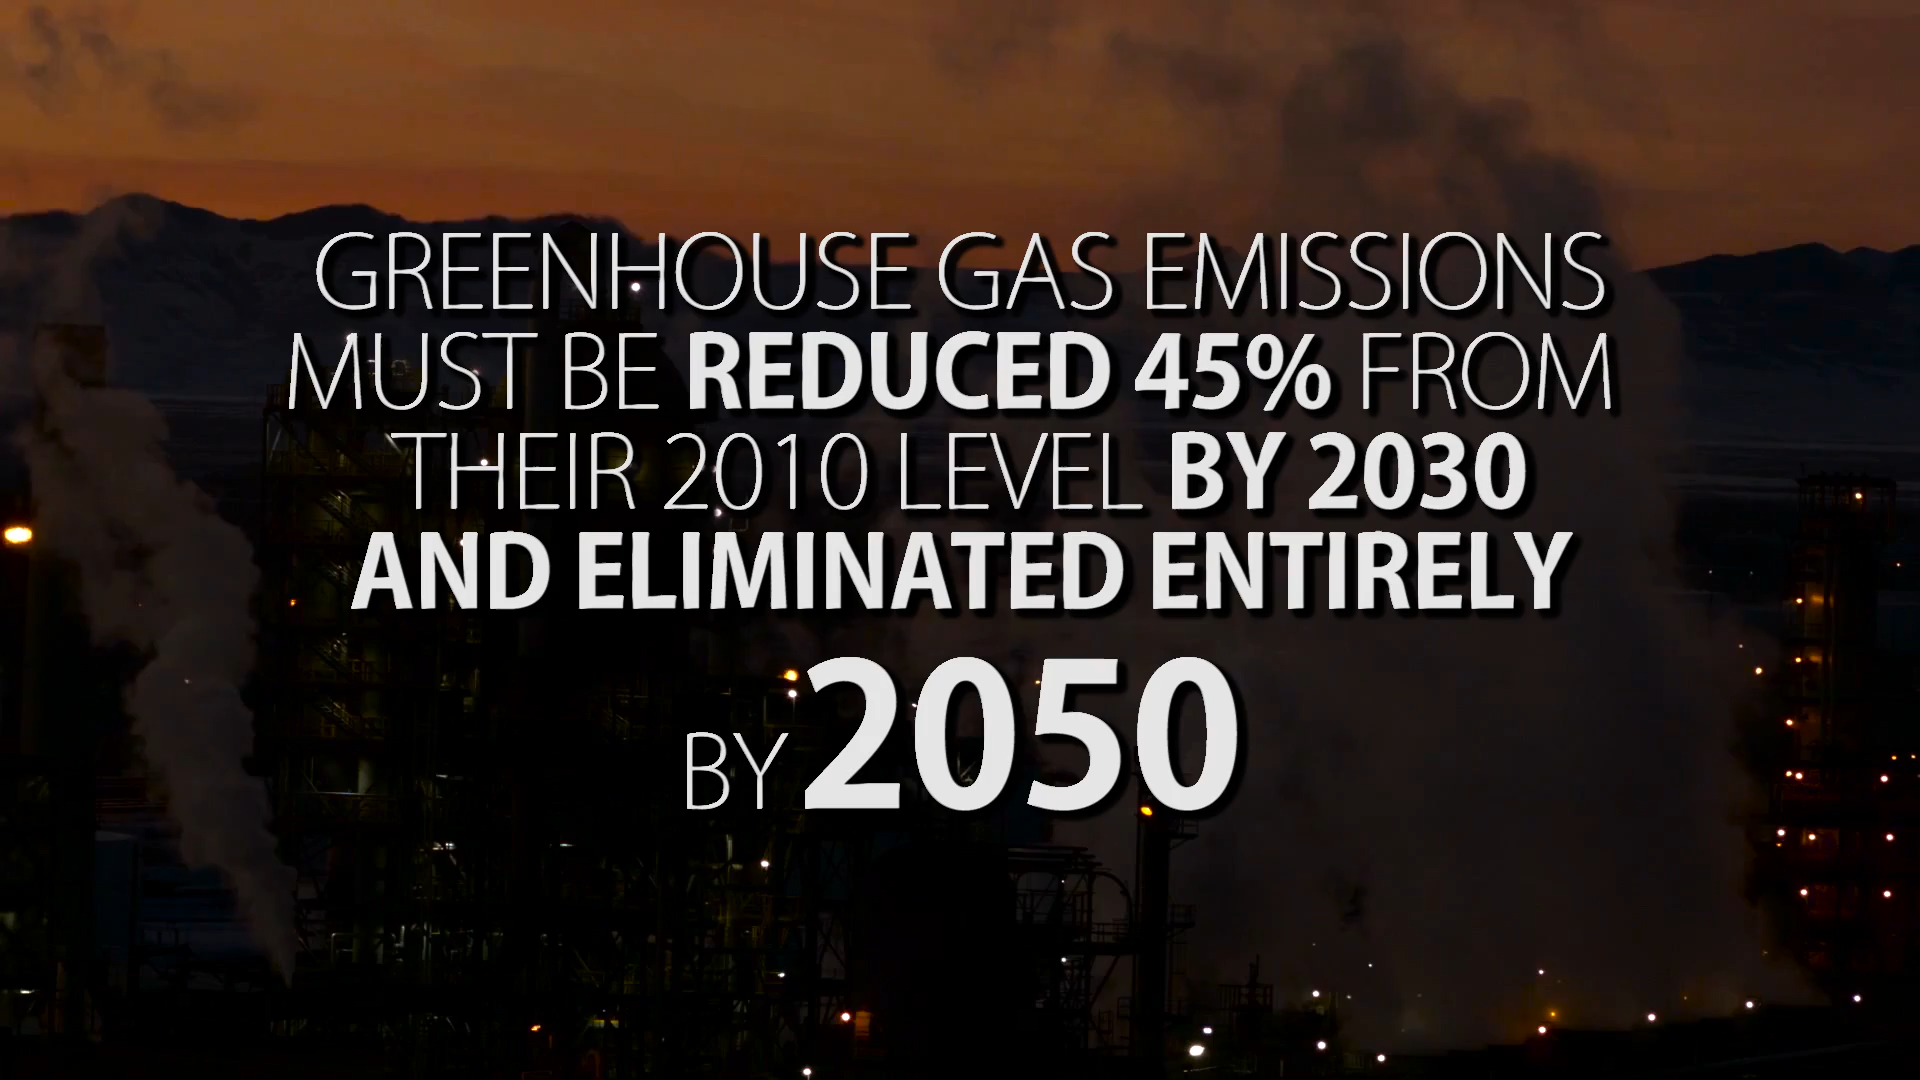 GREENHOUSE GAS EMISSIONS
MUST BE REDUCED 45% FROM
THEIR 2010 LEVEL BY 2030
AND ELIMINATED ENTIRELY
BY 2050